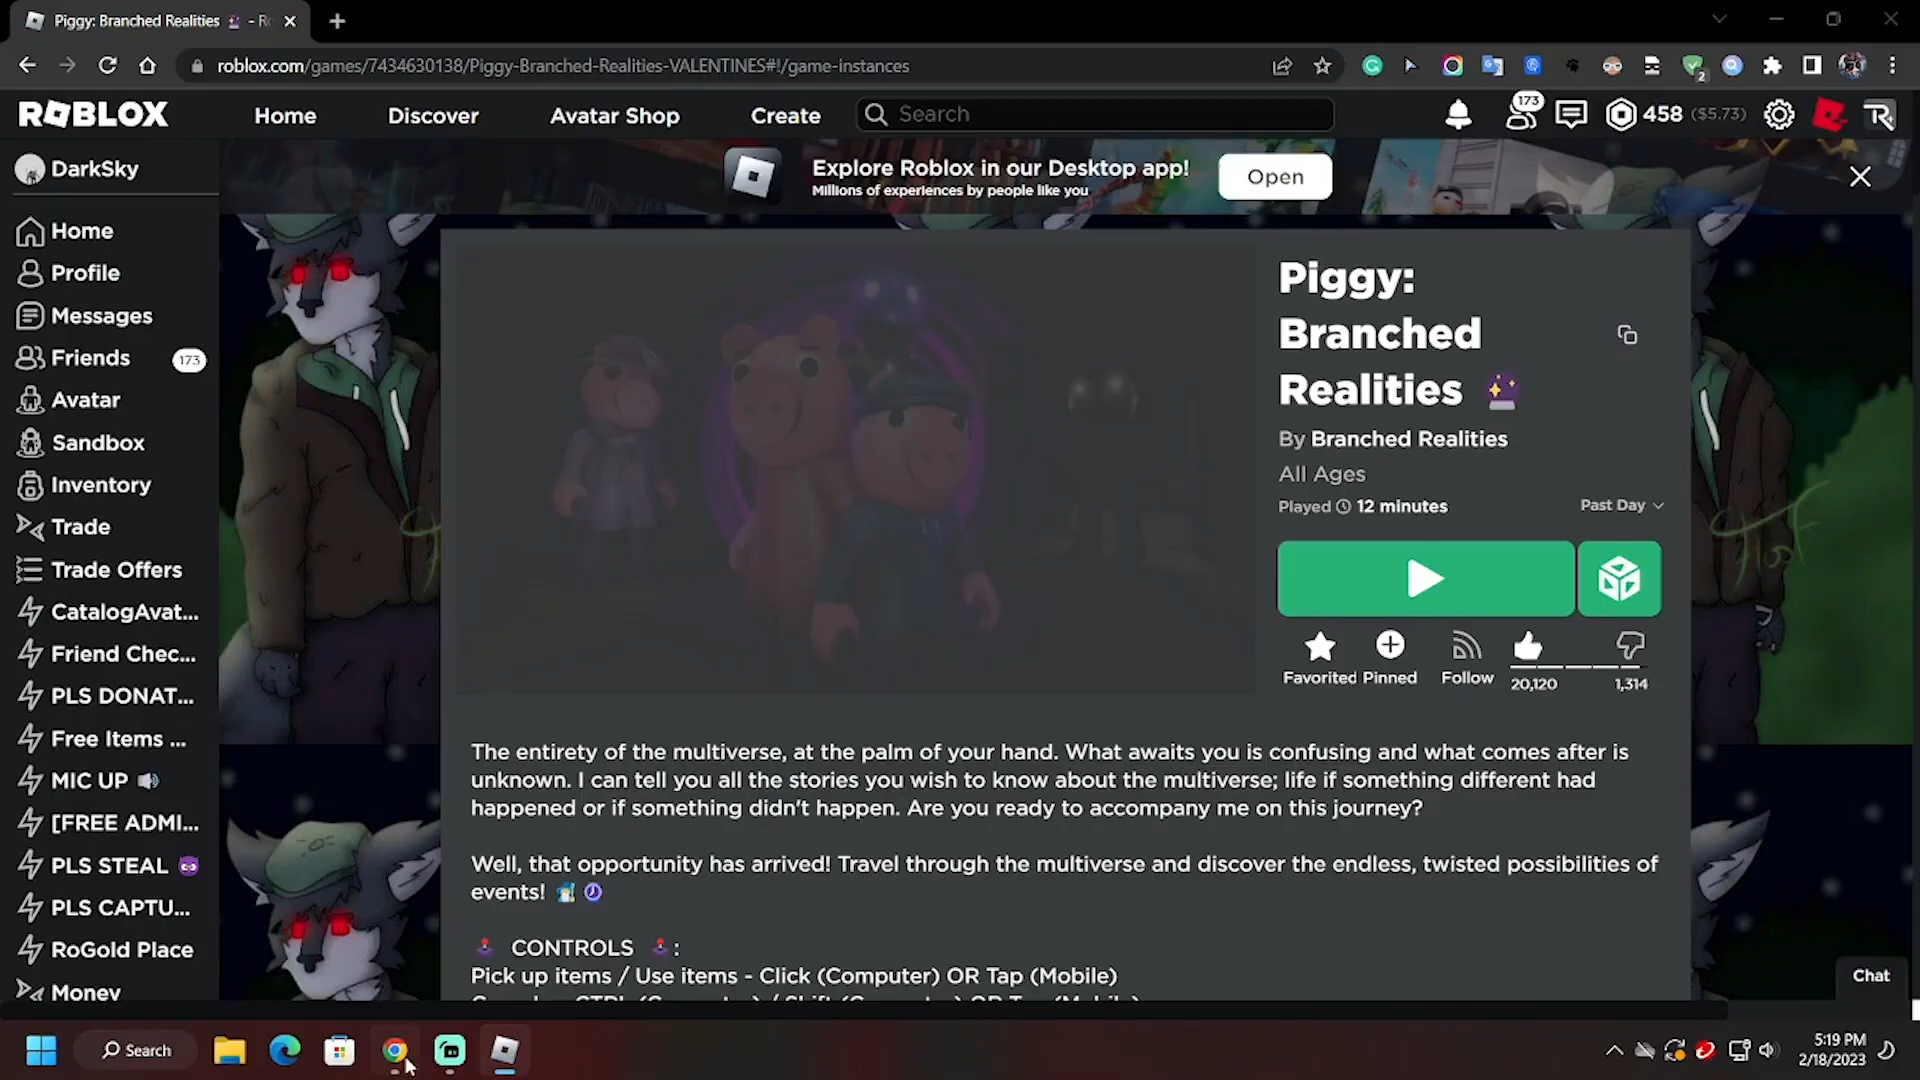 Piggy: Branched Realities 🔮 - Ro
roblox.com/games/7434630138/Piggy-Branched-Realities-VALENTINES#!/game-instances
2
ROBLOX
Home
Discover
Avatar Shop
Create
Search
173
458 ($5.73)
DarkSky
Explore Roblox in our Desktop app!
Millions of experiences by people like you
Open
Home
Profile
Messages
Friends 173
Avatar
Sandbox
Inventory
Trade
Trade Offers
CatalogAvat...
Friend Chec...
PLS DONAT...
Free Items ...
MIC UP 🔊
[FREE ADMI...
PLS STEAL 😈
PLS CAPTU...
RoGold Place
Money
Piggy:
Branched
Realities 🔮
By Branched Realities
All Ages
Played 12 minutes
Past Day
Favorited Pinned Follow
20,120
1,314
The entirety of the multiverse, at the palm of your hand. What awaits you is confusing and what comes after is
unknown. I can tell you all the stories you wish to know about the multiverse; life if something different had
happened or if something didn't happen. Are you ready to accompany me on this journey?
Well, that opportunity has arrived! Travel through the multiverse and discover the endless, twisted possibilities of
events!
🕹️ CONTROLS 🕹️:
Pick up items / Use items - Click (Computer) OR Tap (Mobile)
Chat
Search
5:19 PM
2/18/2023